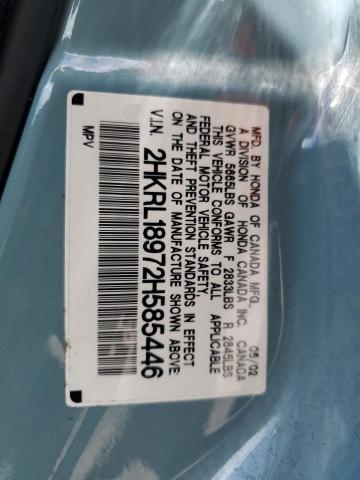 MFD. BY HONDA OF CANADA MFG. 05/02
A DIVISION OF HONDA CANADA INC. CANADA
GVWR 5665LBS GAWR F 2833LBS R 2845LBS
THIS VEHICLE CONFORMS TO ALL APPLICABLE
FEDERAL MOTOR VEHICLE SAFETY,
AND THEFT PREVENTION STANDARDS IN EFFECT
ON THE DATE OF MANUFACTURE SHOWN ABOVE.
V.I.N. 2HKRL18972H585446
MPV